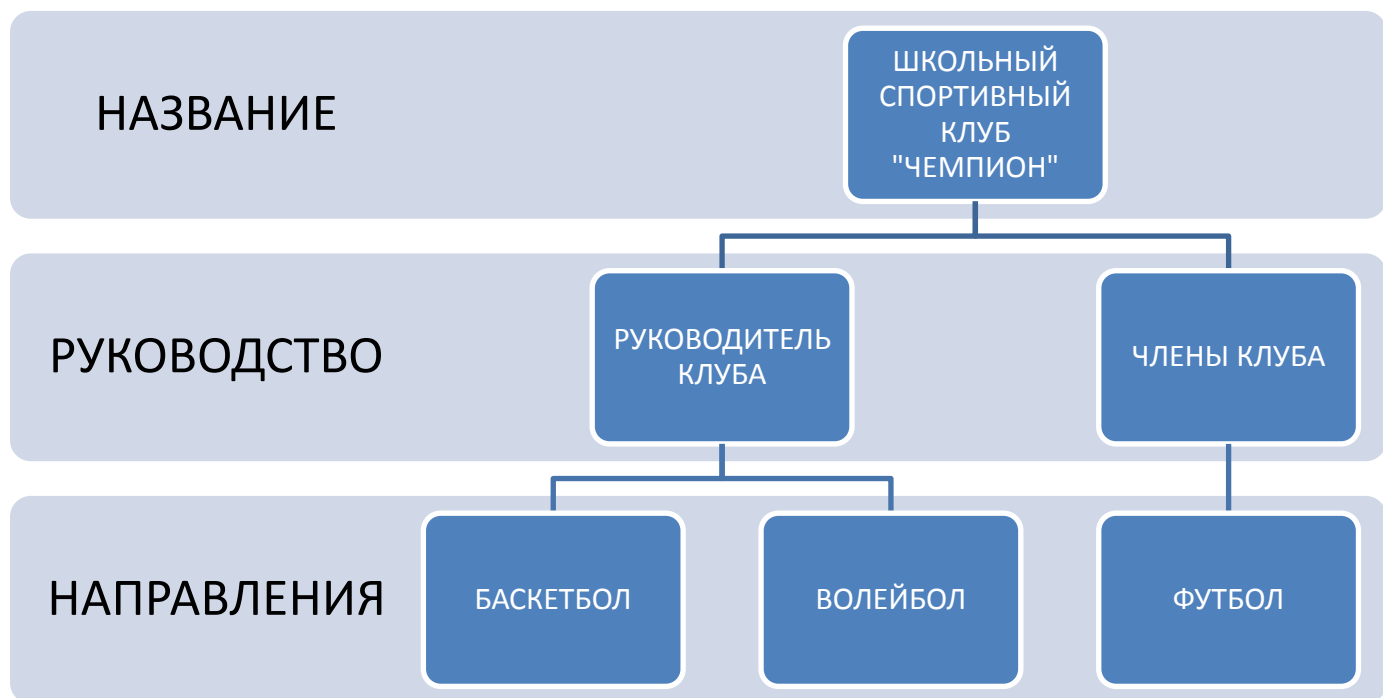 НАЗВАНИЕ
ШКОЛЬНЫЙ
СПОРТИВНЫЙ
КЛУБ
"ЧЕМПИОН"
РУКОВОДСТВО
РУКОВОДИТЕЛЬ
КЛУБА
ЧЛЕНЫ КЛУБА
НАПРАВЛЕНИЯ
БАСКЕТБОЛ
ВОЛЕЙБОЛ
ФУТБОЛ